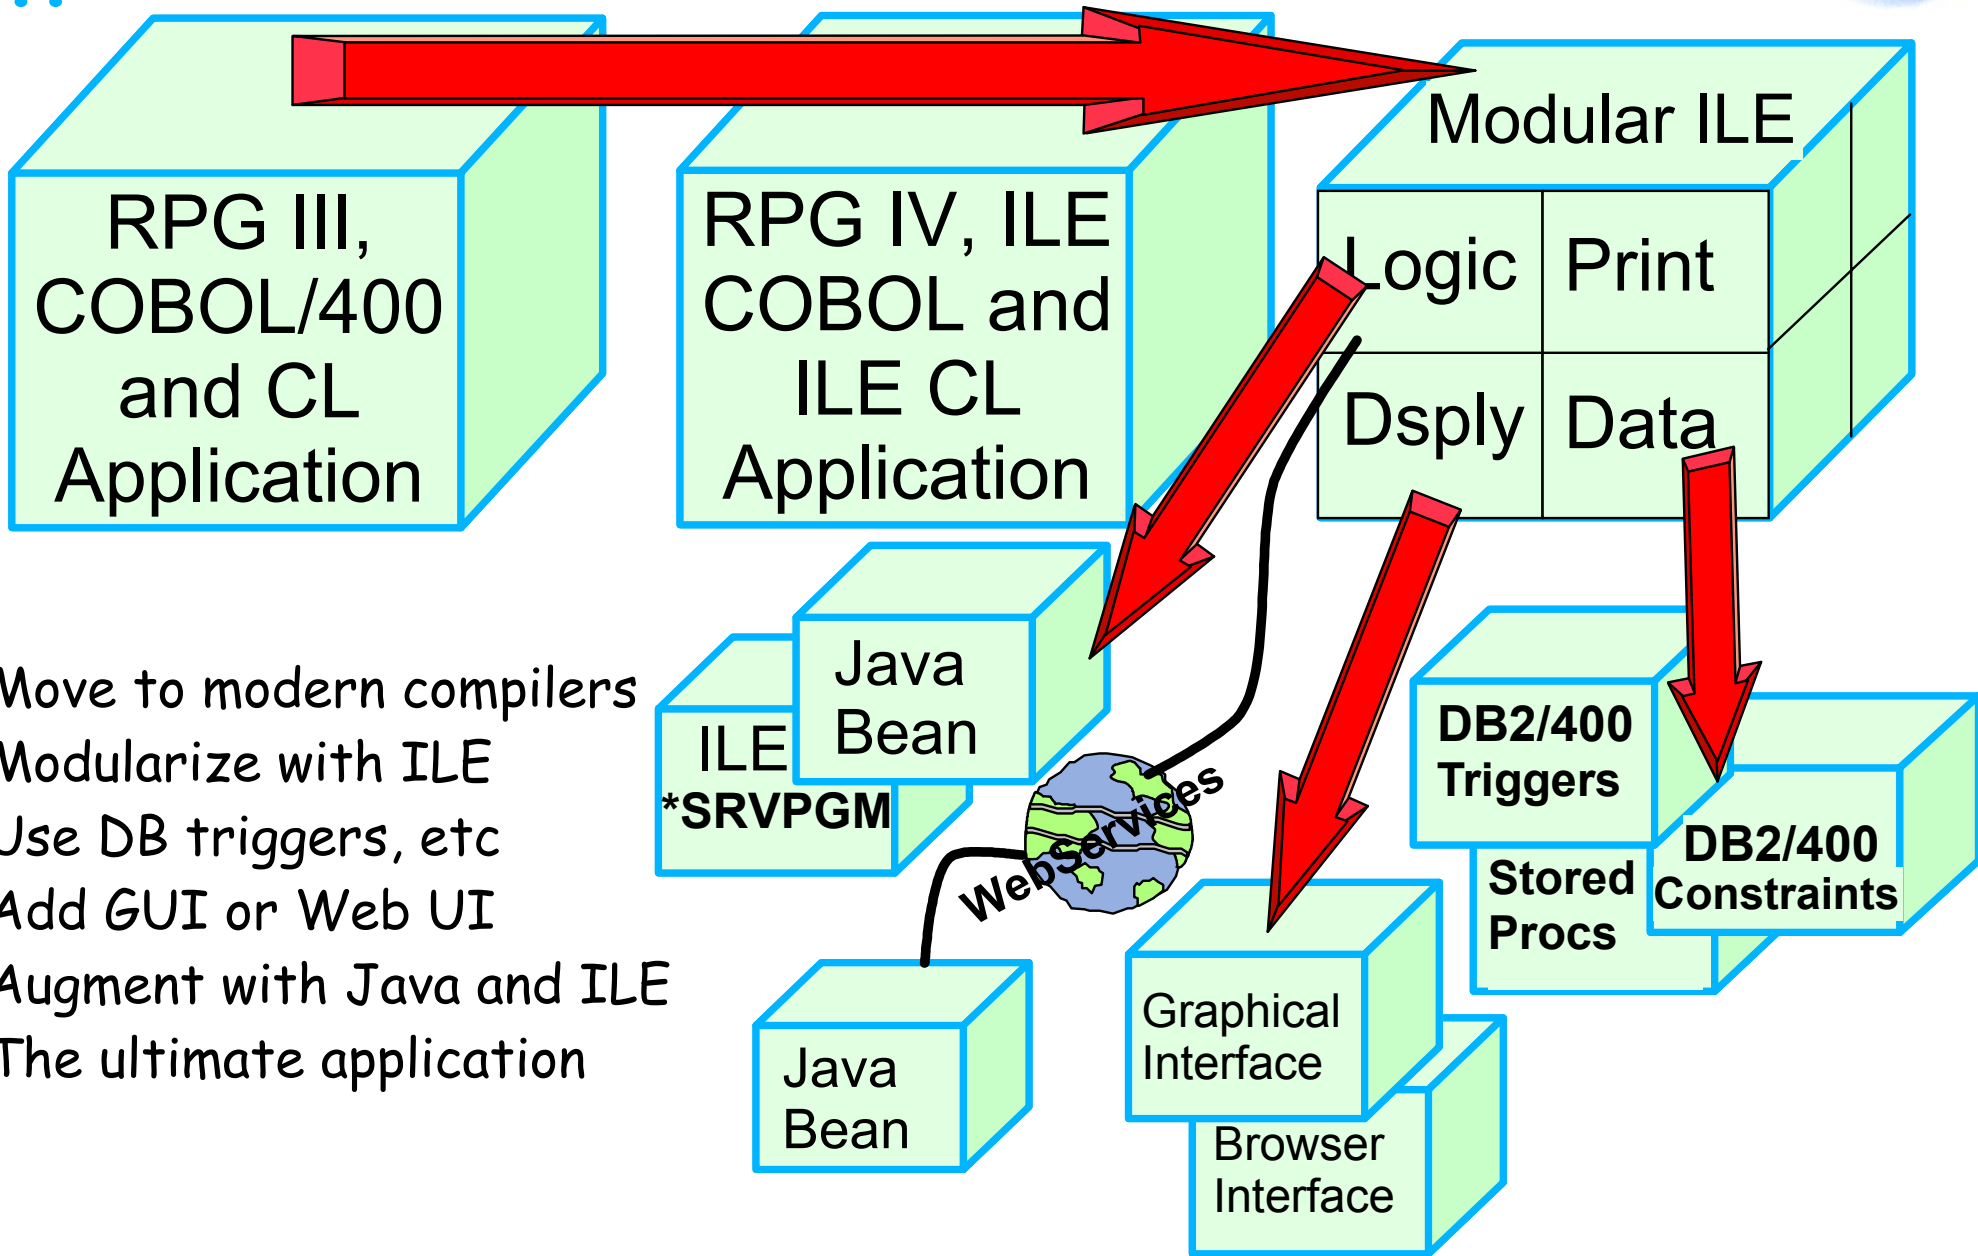 RPG III,
COBOL/400
and CL
Application
RPG IV, ILE
COBOL and
ILE CL
Application
Modular ILE
Logic
Print
Dsply
Data
Move to modern compilers
Modularize with ILE
Use DB triggers, etc
Add GUI or Web UI
Augment with Java and ILE
The ultimate application
ILE
*SRVPGM
Java
Bean
WebServices
Java
Bean
Graphical
Interface
Browser
Interface
DB2/400
Triggers
Stored
Procs
DB2/400
Constraints